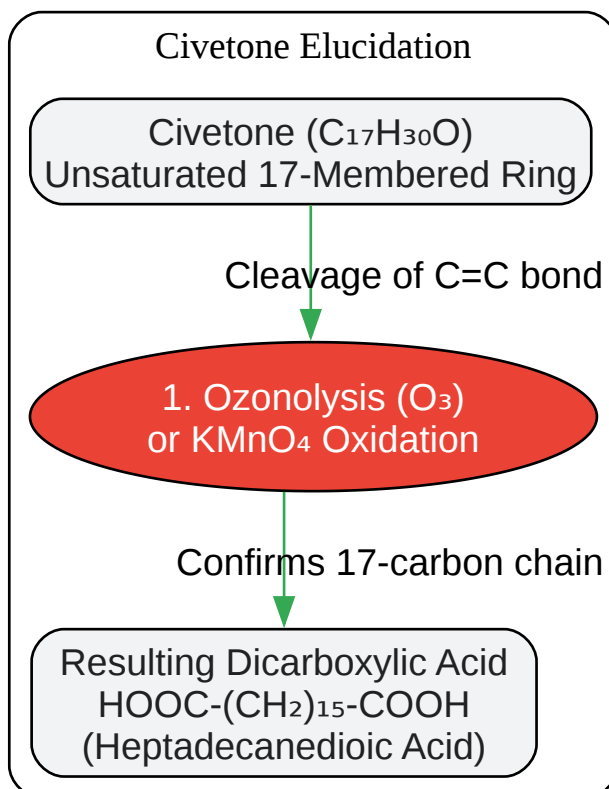 Civetone Elucidation
Civetone (C₁₇H₃₀O)
Unsaturated 17-Membered Ring
Cleavage of C=C bond
1. Ozonolysis (O₃)
or KMnO₄ Oxidation
Confirms 17-carbon chain
Resulting Dicarboxylic Acid
HOOC-(CH₂)₁₅-COOH
(Heptadecanedioic Acid)